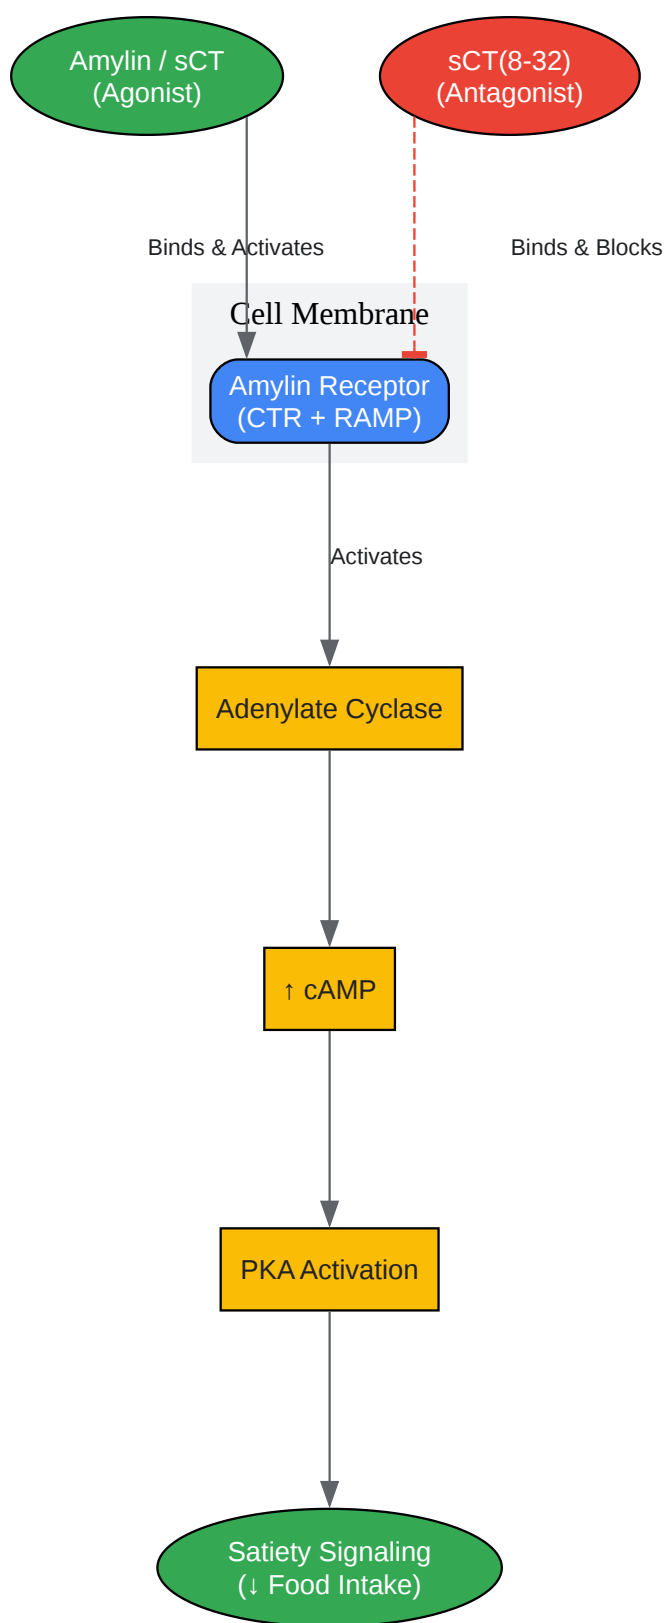 Amylin / sCT
(Agonist)
sCT(8-32)
(Antagonist)
Binds & Activates
Binds & Blocks
Cell Membrane
Amylin Receptor
(CTR + RAMP)
Activates
Adenylate Cyclase
↑ cAMP
PKA Activation
Satiety Signaling
(↓ Food Intake)